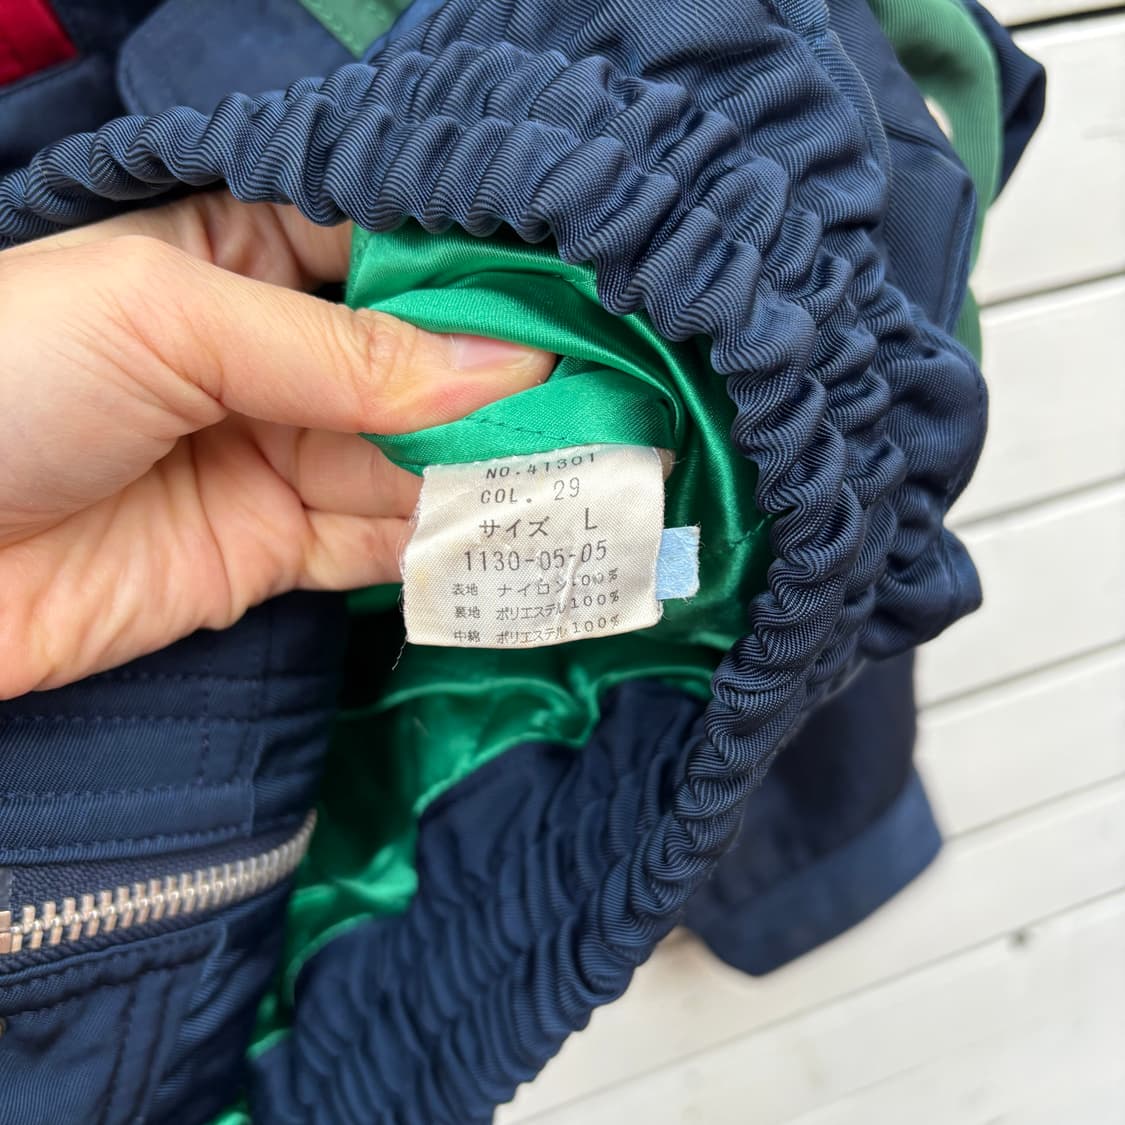 NO.41301
COL. 29
サイズ L
1130-05-05
表地 ナイロン100%
裏地 ポリエステル100%
中綿 ポリエステル100%